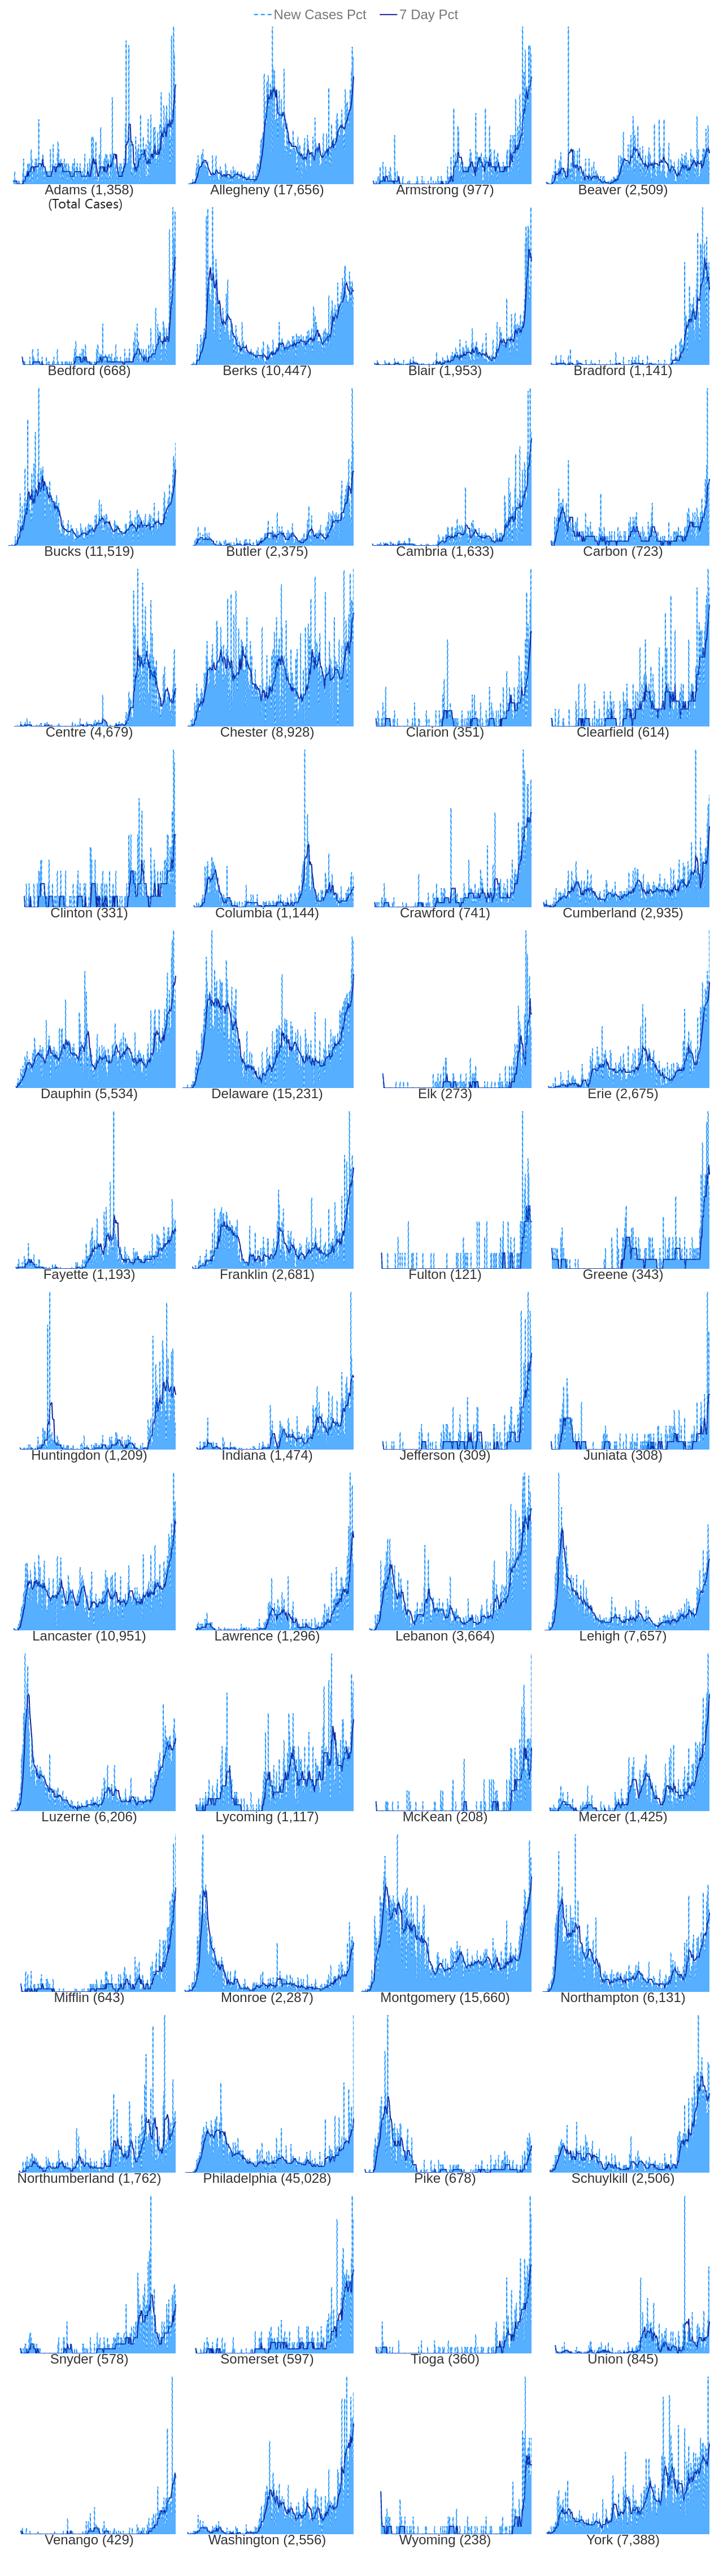 New Cases Pct 7 Day Pct
Adams (1,358) Allegheny (17,656) Armstrong (977) Beaver (2,509)
(Total Cases)
Bedford (668) Berks (10,447) Blair (1,953) Bradford (1,141)
Bucks (11,519) Butler (2,375) Cambria (1,633) Carbon (723)
Centre (4,679) Chester (8,928) Clarion (351) Clearfield (614)
Clinton (331) Columbia (1,144) Crawford (741) Cumberland (2,935)
Dauphin (5,534) Delaware (15,231) Elk (273) Erie (2,675)
Fayette (1,193) Franklin (2,681) Fulton (121) Greene (343)
Huntingdon (1,209) Indiana (1,474) Jefferson (309) Juniata (308)
Lancaster (10,951) Lawrence (1,296) Lebanon (3,664) Lehigh (7,657)
Luzerne (6,206) Lycoming (1,117) McKean (208) Mercer (1,425)
Mifflin (643) Monroe (2,287) Montgomery (15,660) Northampton (6,131)
Northumberland (1,762) Philadelphia (45,028) Pike (678) Schuylkill (2,506)
Snyder (578) Somerset (597) Tioga (360) Union (845)
Venango (429) Washington (2,556) Wyoming (238) York (7,388)